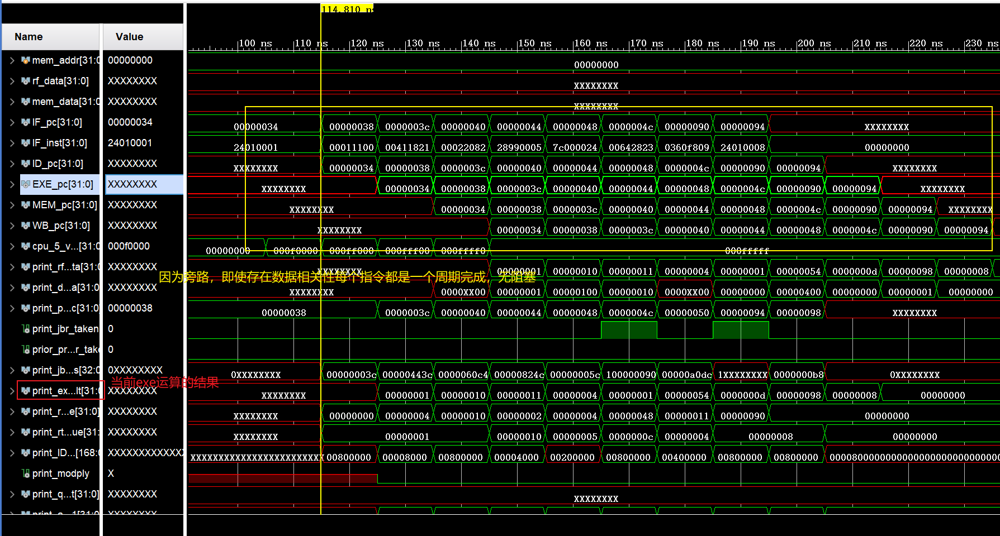 114.810 ns
Name Value
100 ns 110 ns 120 ns 130 ns 140 ns 150 ns 160 ns 170 ns 180 ns 190 ns 200 ns 210 ns 220 ns 230 ns
mem_addr[31:0 00000000 00000000
rf_data[31:0] XXXXXXXX XXXXXXXX
mem_data[31:0 XXXXXXXX XXXXXXXX
IF_pc[31:0] 00000034 00000034 00000038 0000003c 00000040 00000044 00000048 0000004c 00000090 00000094 XXXXXXXX
IF_inst[31:0] 24010001 24010001 00011100 00411821 00022082 28990005 7c000024 00642823 0360f809 24010008 00000000
ID_pc[31:0] XXXXXXXX XXXXXXXX 00000034 00000038 0000003c 00000040 00000044 00000048 0000004c 00000090 00000094 XXXXXXXX
EXE_pc[31:0] XXXXXXXX XXXXXXXX 00000034 00000038 0000003c 00000040 00000044 00000048 0000004c 00000090 00000094 XXXXXXXX
MEM_pc[31:0] XXXXXXXX XXXXXXXX 00000034 00000038 0000003c 00000040 00000044 00000048 0000004c 00000090 00000094 XXXXXXXX
WB_pc[31:0] XXXXXXXX XXXXXXXX 00000034 00000038 0000003c 00000040 00000044 00000048 0000004c 00000090 00000094
cpu_5_v...[31:0 000f0000 00000000 000f0000 000ff000 000fff00 000ffff0 000fffff
print_rf...ta[31:0 XXXXXXXX XXXXXXXX 00000001 00000010 00000011 00000004 00000001 00000054 0000000d 00000098 00000008
因为旁路，即使存在数据相关性每个指令都是一个周期完成，无阻塞
print_d...a[31:0] XXXXXXXX XXXXXXXX 0000XX00 00000001 00000100 00000010 0000XX00 00000000 00000400 00000000 00000001 00000000
print_p...c[31:0] 00000038 00000038 0000003c 00000040 00000044 00000048 0000004c 00000050 00000094 00000098 XXXXXXXX
print_jbr_taken 0
prior_pr...r_take 0
print_jb...s[32:0 0XXXXXXXX 0XXXXXXXX 00000003c 00000443c 0000060c4 00000824c 00000005c 100000090 00000a0dc 1XXXXXXXX 0000000b8 0XXXXXXXX
当前exe运算的结果
print_ex...lt[31:0 XXXXXXXX XXXXXXXX 00000001 00000010 00000011 00000004 00000001 00000054 0000000d 00000098 00000008 00000000
print_r...e[31:0] XXXXXXXX XXXXXXXX 00000000 00000004 00000010 00000002 00000004 00000048 00000011 00000090 00000000
print_rt...ue[31: XXXXXXXX XXXXXXXX 00000001 00000010 00000005 0000000c 00000004 00000008 00000000
print_ID...[168:0 XXXXXXXXXXXXX 00800000 00008000 00800000 00004000 00200000 00800000 00400000 00800000 00800000
print_modply X
print_q...t[31:0] XXXXXXXX XXXXXXXX